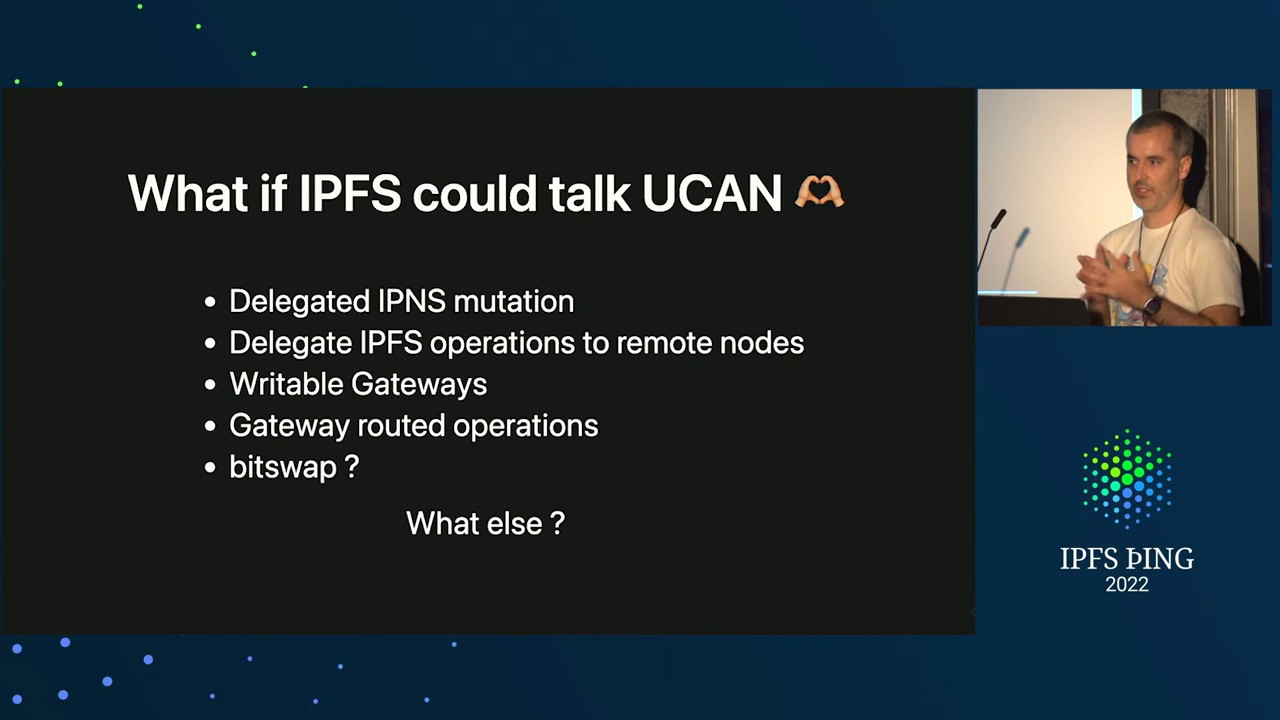 What if IPFS could talk UCAN 🫶🏼
• Delegated IPNS mutation
• Delegate IPFS operations to remote nodes
• Writable Gateways
• Gateway routed operations
• bitswap ?
What else ?
IPFS ÞING
2022